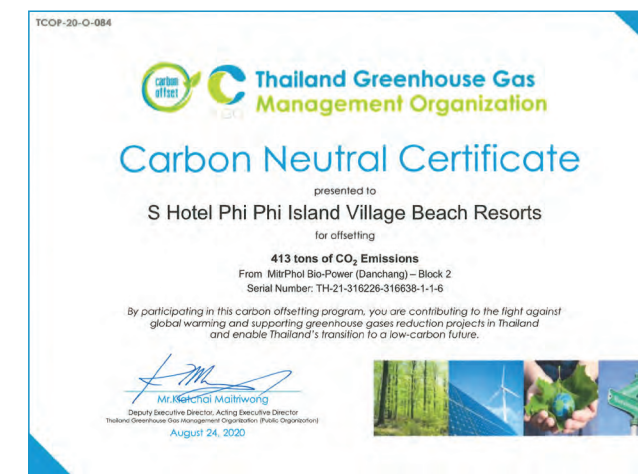 TCOP-20-O-084
carbon
offset
Thailand Greenhouse Gas
Management Organization
Carbon Neutral Certificate
presented to
S Hotel Phi Phi Island Village Beach Resorts
for offsetting
413 tons of CO₂ Emissions
From MitrPhol Bio-Power (Danchang) – Block 2
Serial Number: TH-21-316226-316638-1-1-6
By participating in this carbon offsetting program, you are contributing to the fight against
global warming and supporting greenhouse gases reduction projects in Thailand
and enable Thailand's transition to a low-carbon future.
Mr.Kiatchai Maitriwong
Deputy Executive Director, Acting Executive Director
Thailand Greenhouse Gas Management Organization (Public Organization)
August 24, 2020